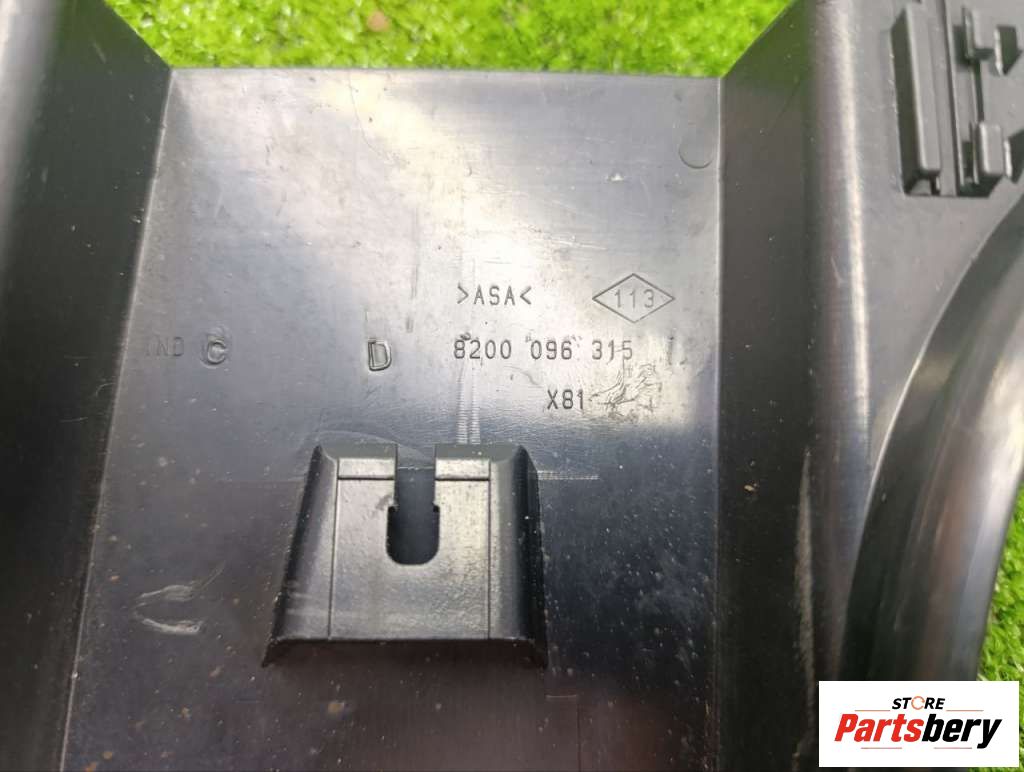 >ASA< 113
IND C D 8200 096 315
X81
STORE
Partsbery